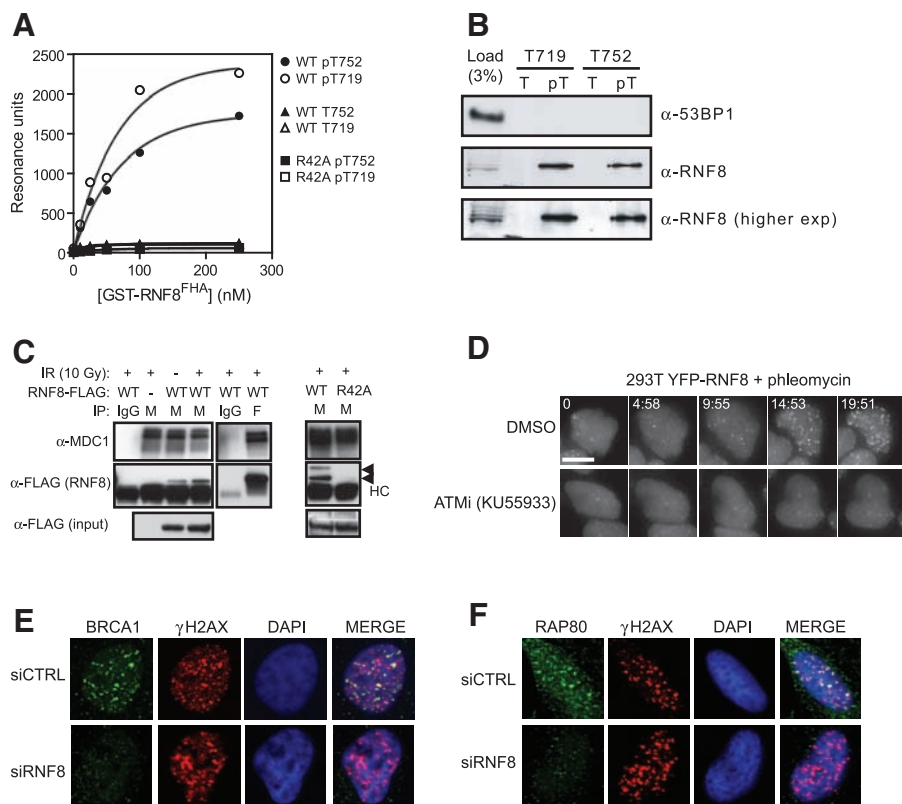 A
2500
2000
1500
1000
500
0
0 100 200 300
Resonance units
[GST-RNF8^FHA] (nM)
WT pT752
WT pT719
WT T752
WT T719
R42A pT752
R42A pT719
B
Load (3%)
T719 T752
T pT T pT
α-53BP1
α-RNF8
α-RNF8 (higher exp)
C
IR (10 Gy): + + - + + + +
RNF8-FLAG: WT - WT WT WT WT WT R42A
IP: IgG M M M IgG F M M
α-MDC1
α-FLAG (RNF8)
HC
α-FLAG (input)
D
293T YFP-RNF8 + phleomycin
0 4:58 9:55 14:53 19:51
DMSO
ATMi (KU55933)
E
BRCA1 γH2AX DAPI MERGE
siCTRL
siRNF8
F
RAP80 γH2AX DAPI MERGE
siCTRL
siRNF8